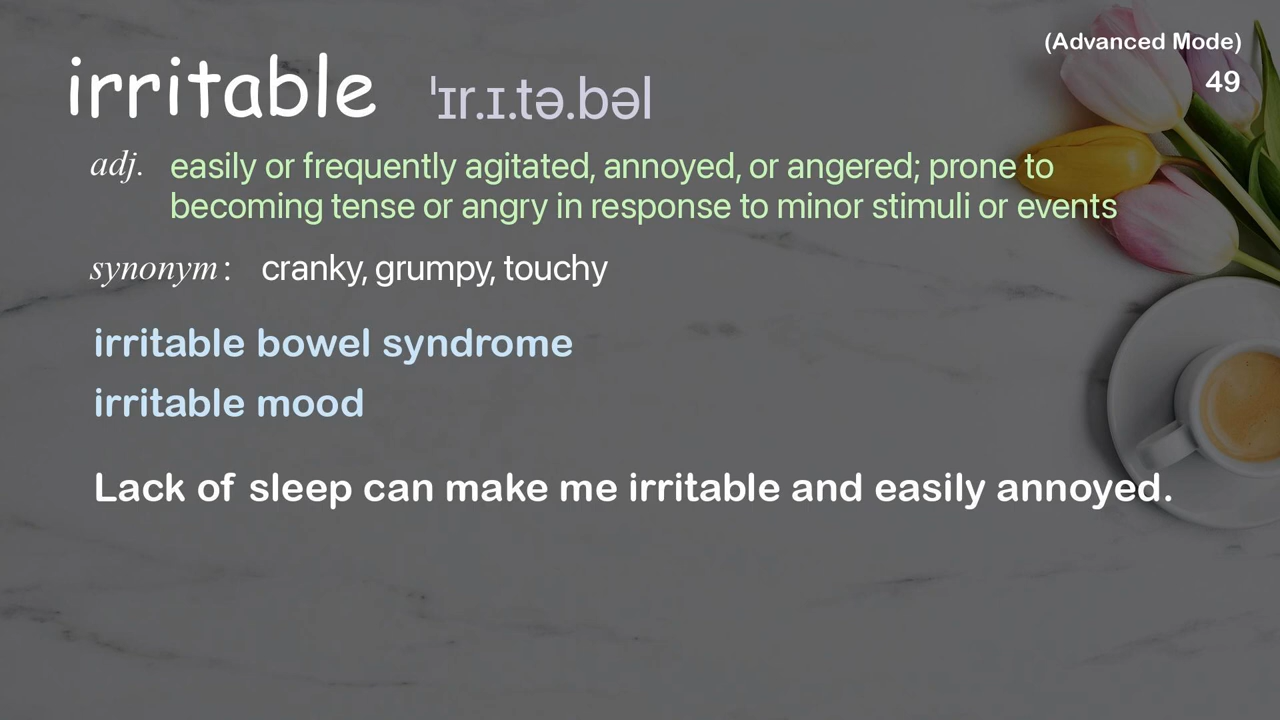 (Advanced Mode)
49
irritable ˈɪr.ɪ.tə.bəl
adj. easily or frequently agitated, annoyed, or angered; prone to
becoming tense or angry in response to minor stimuli or events
synonym: cranky, grumpy, touchy
irritable bowel syndrome
irritable mood
Lack of sleep can make me irritable and easily annoyed.